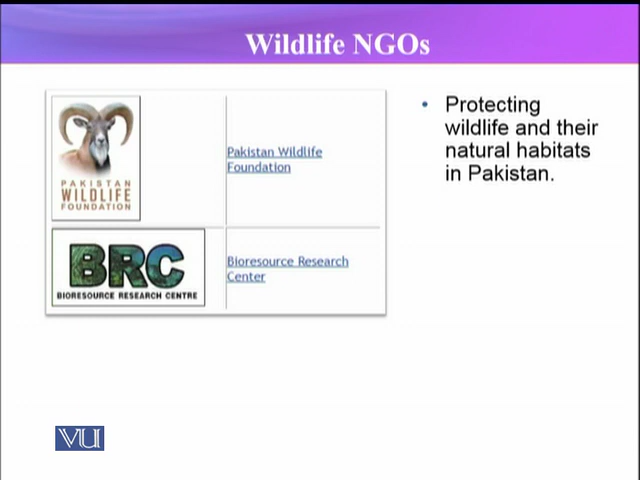 Wildlife NGOs
PAKISTAN
WILDLIFE
FOUNDATION
Pakistan Wildlife
Foundation
BRC
BIORESOURCE RESEARCH CENTRE
Bioresource Research
Center
• Protecting
wildlife and their
natural habitats
in Pakistan.
VU